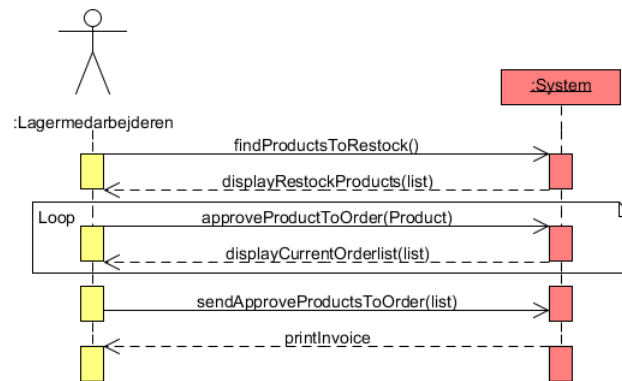 :System
:Lagermedarbejderen
findProductsToRestock()
displayRestockProducts(list)
Loop
approveProductToOrder(Product)
displayCurrentOrderlist(list)
sendApproveProductsToOrder(list)
printInvoice